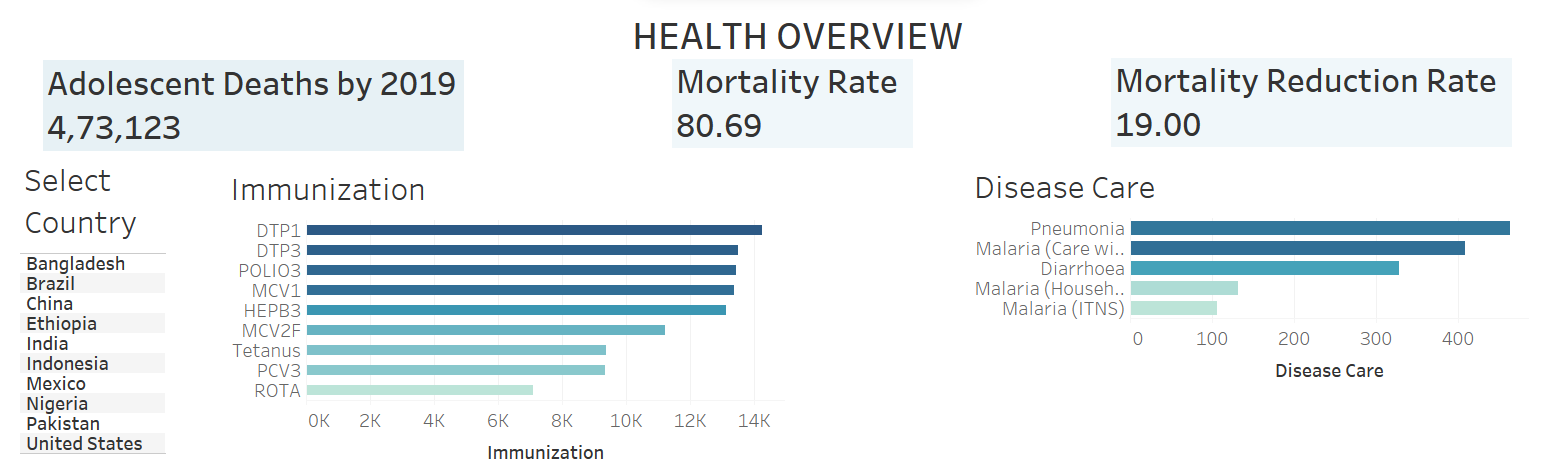 HEALTH OVERVIEW
Adolescent Deaths by 2019
4,73,123
Mortality Rate
80.69
Mortality Reduction Rate
19.00
Select
Country
Bangladesh
Brazil
China
Ethiopia
India
Indonesia
Mexico
Nigeria
Pakistan
United States
Immunization
DTP1
DTP3
POLIO3
MCV1
HEPB3
MCV2F
Tetanus
PCV3
ROTA
0K 2K 4K 6K 8K 10K 12K 14K
Immunization
Disease Care
Pneumonia
Malaria (Care wi..
Diarrhoea
Malaria (Househ..
Malaria (ITNS)
0 100 200 300 400
Disease Care